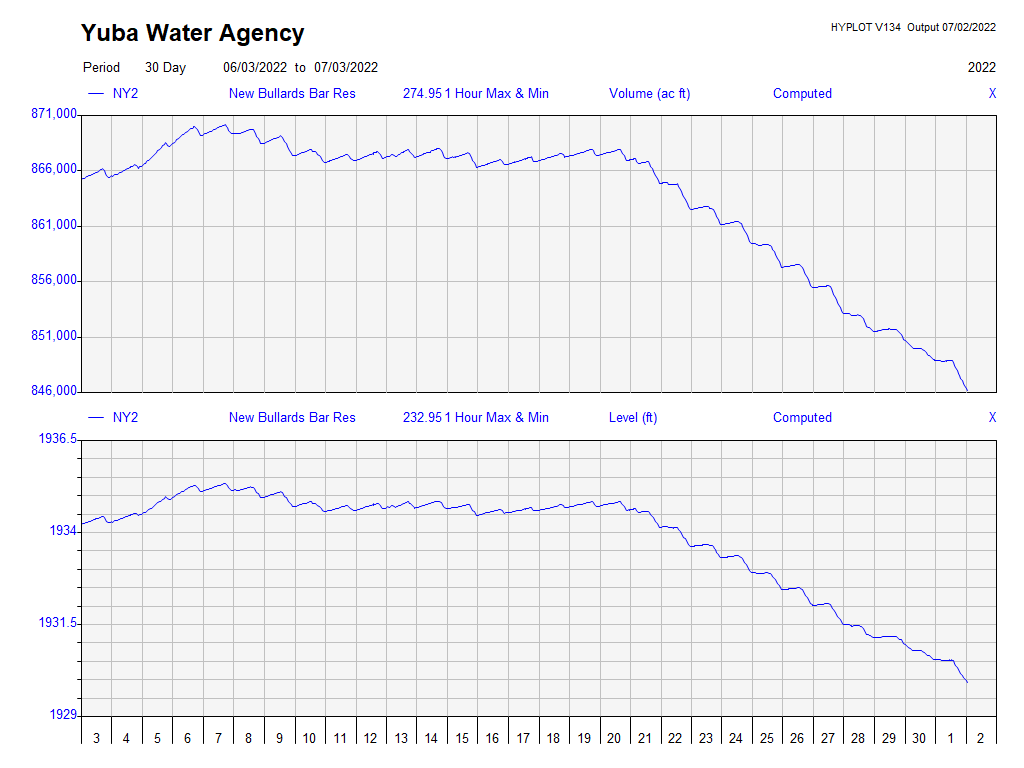 Yuba Water Agency
HYPLOT V134 Output 07/02/2022
Period 30 Day 06/03/2022 to 07/03/2022 2022
NY2 New Bullards Bar Res 274.95 1 Hour Max & Min Volume (ac ft) Computed X
871,000
866,000
861,000
856,000
851,000
846,000
NY2 New Bullards Bar Res 232.95 1 Hour Max & Min Level (ft) Computed X
1936.5
1934
1931.5
1929
3 4 5 6 7 8 9 10 11 12 13 14 15 16 17 18 19 20 21 22 23 24 25 26 27 28 29 30 1 2